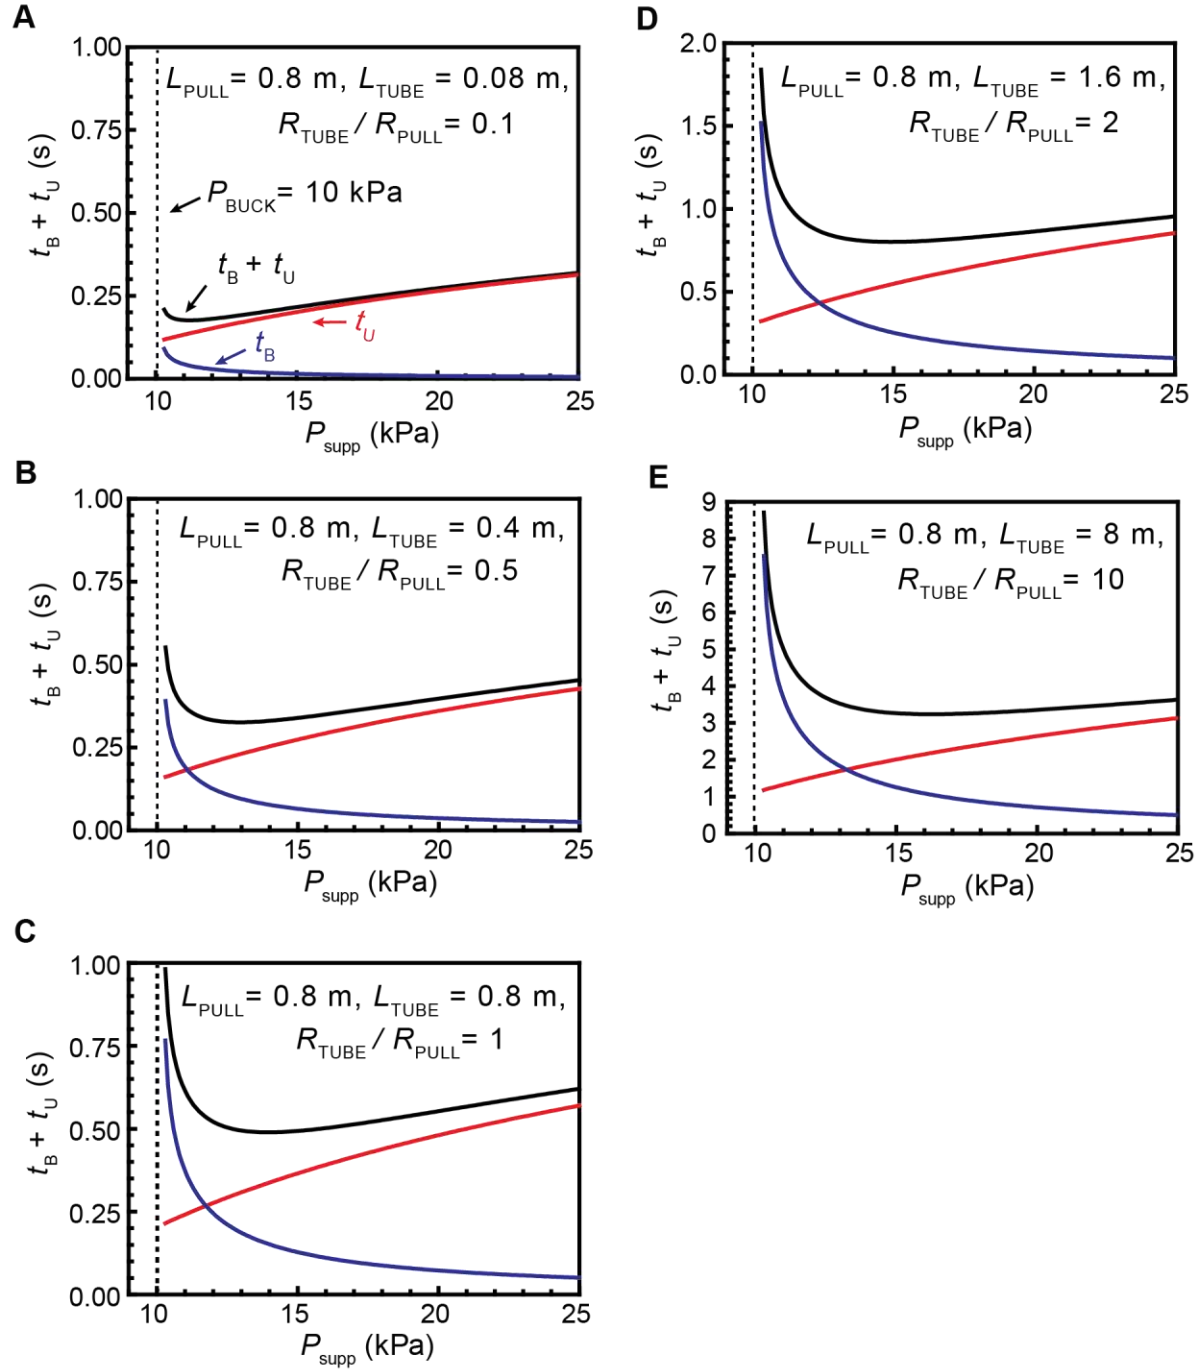 A
1.00
0.75
0.50
0.25
0.00
t_B + t_U (s)
L_PULL = 0.8 m, L_TUBE = 0.08 m,
R_TUBE / R_PULL = 0.1
P_BUCK = 10 kPa
t_B + t_U
t_U
t_B
10 15 20 25
P_supp (kPa)
B
1.00
0.75
0.50
0.25
0.00
t_B + t_U (s)
L_PULL = 0.8 m, L_TUBE = 0.4 m,
R_TUBE / R_PULL = 0.5
10 15 20 25
P_supp (kPa)
C
1.00
0.75
0.50
0.25
0.00
t_B + t_U (s)
L_PULL = 0.8 m, L_TUBE = 0.8 m,
R_TUBE / R_PULL = 1
10 15 20 25
P_supp (kPa)
D
2.0
1.5
1.0
0.5
0.0
t_B + t_U (s)
L_PULL = 0.8 m, L_TUBE = 1.6 m,
R_TUBE / R_PULL = 2
10 15 20 25
P_supp (kPa)
E
9
8
7
6
5
4
3
2
1
0
t_B + t_U (s)
L_PULL = 0.8 m, L_TUBE = 8 m,
R_TUBE / R_PULL = 10
10 15 20 25
P_supp (kPa)